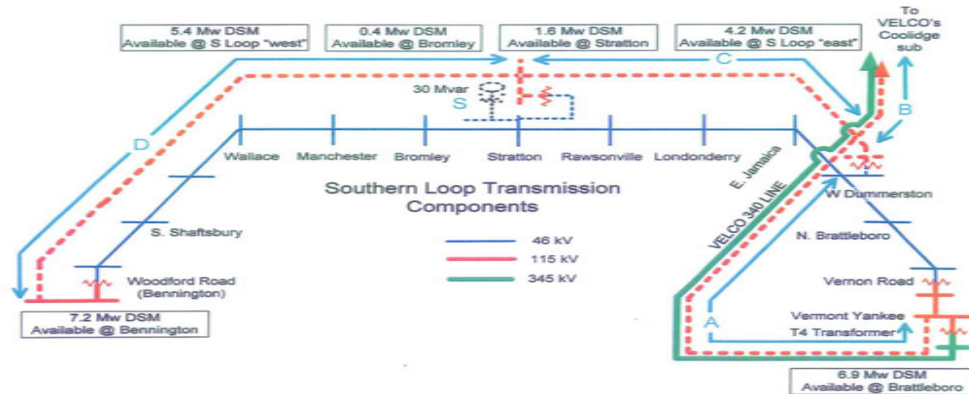 5.4 Mw DSM
Available @ S Loop "west"
0.4 Mw DSM
Available @ Bromley
1.6 Mw DSM
Available @ Stratton
4.2 Mw DSM
Available @ S Loop "east"
To
VELCO's
Coolidge
sub
C
30 Mvar
S
B
D
Wallace
Manchester
Bromley
Stratton
Rawsonville
Londonderry
E. Jamaica
Southern Loop Transmission
Components
VELCO 340 LINE
W Dummerston
S. Shaftsbury
N. Brattleboro
46 kV
115 kV
345 kV
Woodford Road
(Bennington)
Vernon Road
7.2 Mw DSM
Available @ Bennington
A
Vermont Yankee
T4 Transformer
6.9 Mw DSM
Available @ Brattleboro